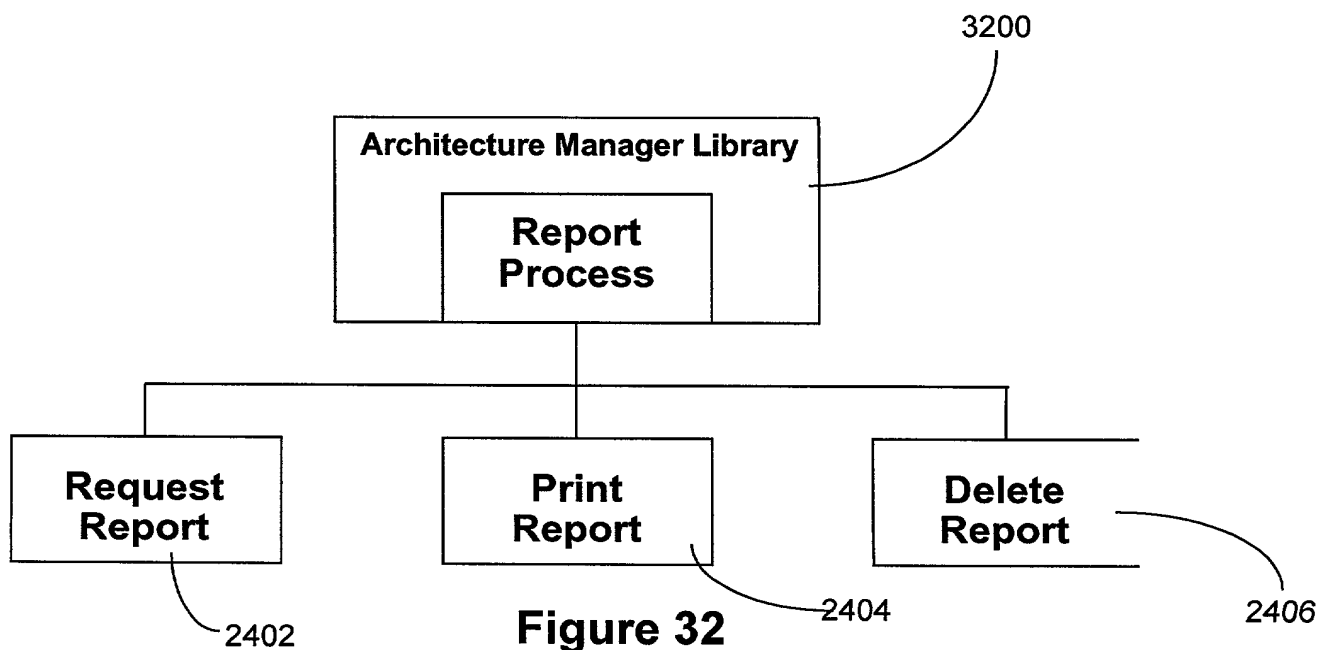 3200
Architecture Manager Library
Report
Process
Request
Report
Print
Report
Delete
Report
2402
2404
2406
Figure 32